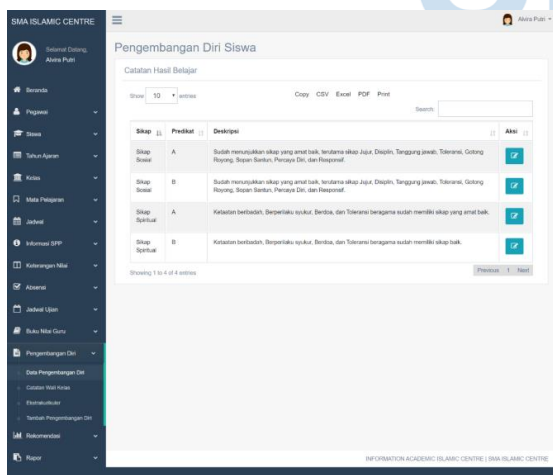 SMA ISLAMIC CENTRE
Alvira Putri
Selamat Datang,
Alvira Putri
Pengembangan Diri Siswa
Catatan Hasil Belajar
Show 10 entries
Copy CSV Excel PDF Print
Search:
Sikap Predikat Deskripsi Aksi
Sikap Sosial A Sudah menunjukkan sikap yang amat baik, terutama sikap Jujur, Disiplin, Tanggung jawab, Toleransi, Gotong
Royong, Sopan Santun, Percaya Diri, dan Responsif.
Sikap Sosial B Sudah menunjukkan sikap yang amat baik, terutama sikap Jujur, Disiplin, Tanggung jawab, Toleransi, Gotong
Royong, Sopan Santun, Percaya Diri, dan Responsif.
Sikap Spiritual A Ketaatan beribadah, Berperilaku syukur, Berdoa, dan Toleransi beragama sudah memiliki sikap yang amat baik.
Sikap Spiritual B Ketaatan beribadah, Berperilaku syukur, Berdoa, dan Toleransi beragama sudah memiliki sikap baik.
Showing 1 to 4 of 4 entries
Previous 1 Next
Beranda
Pegawai
Siswa
Tahun Ajaran
Kelas
Mata Pelajaran
Jadwal
Informasi SPP
Keterangan Nilai
Absensi
Jadwal Ujian
Buku Nilai Guru
Pengembangan Diri
Data Pengembangan Diri
Catatan Wali Kelas
Ekstrakurikuler
Tambah Pengembangan Diri
Rekomendasi
Rapor
INFORMATION ACADEMIC ISLAMIC CENTRE | SMA ISLAMIC CENTRE